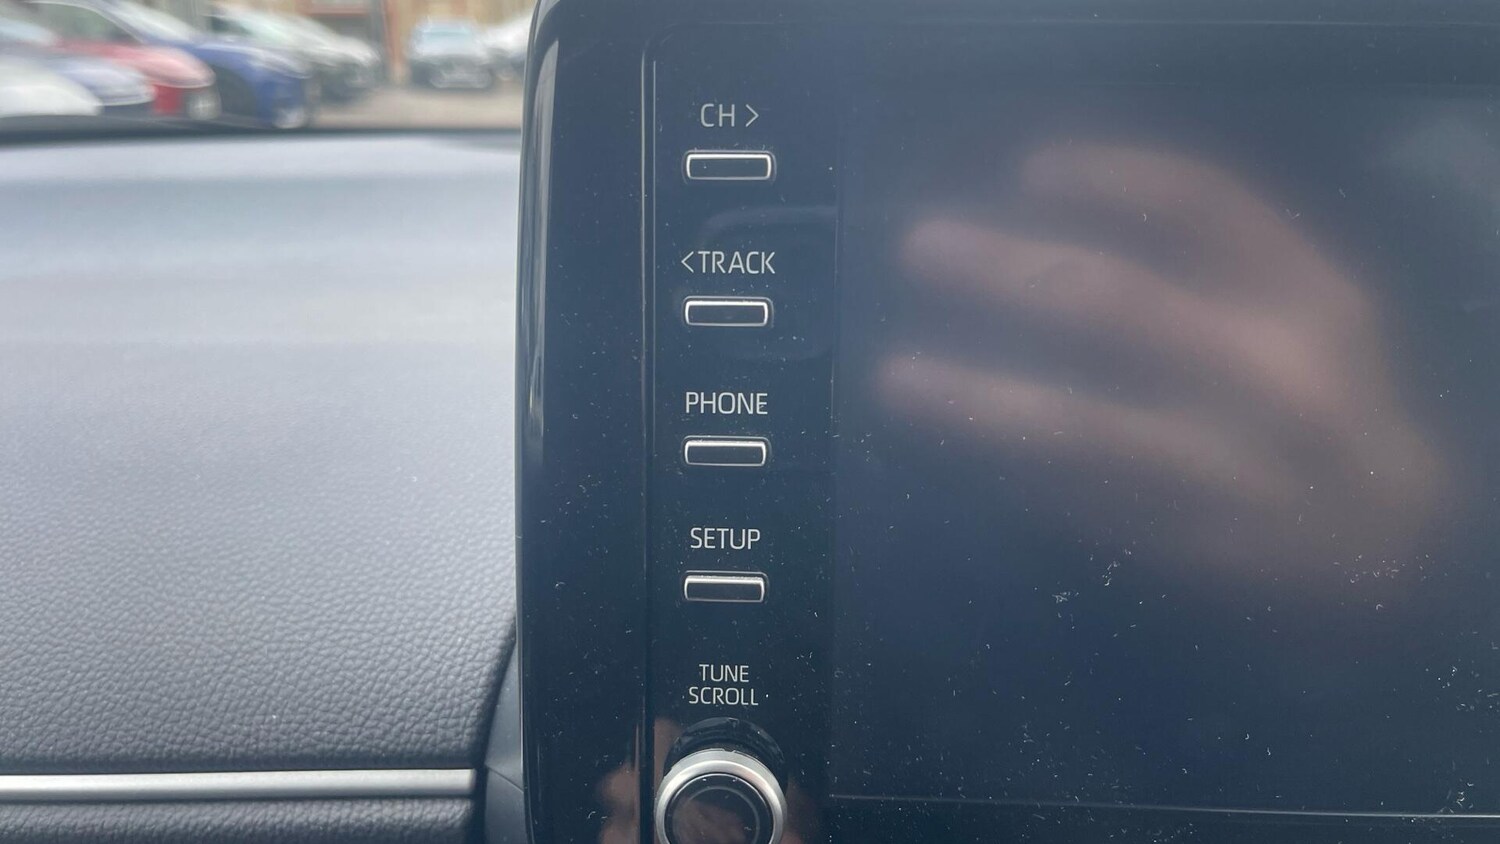 CH >
< TRACK
PHONE
SETUP
TUNE
SCROLL